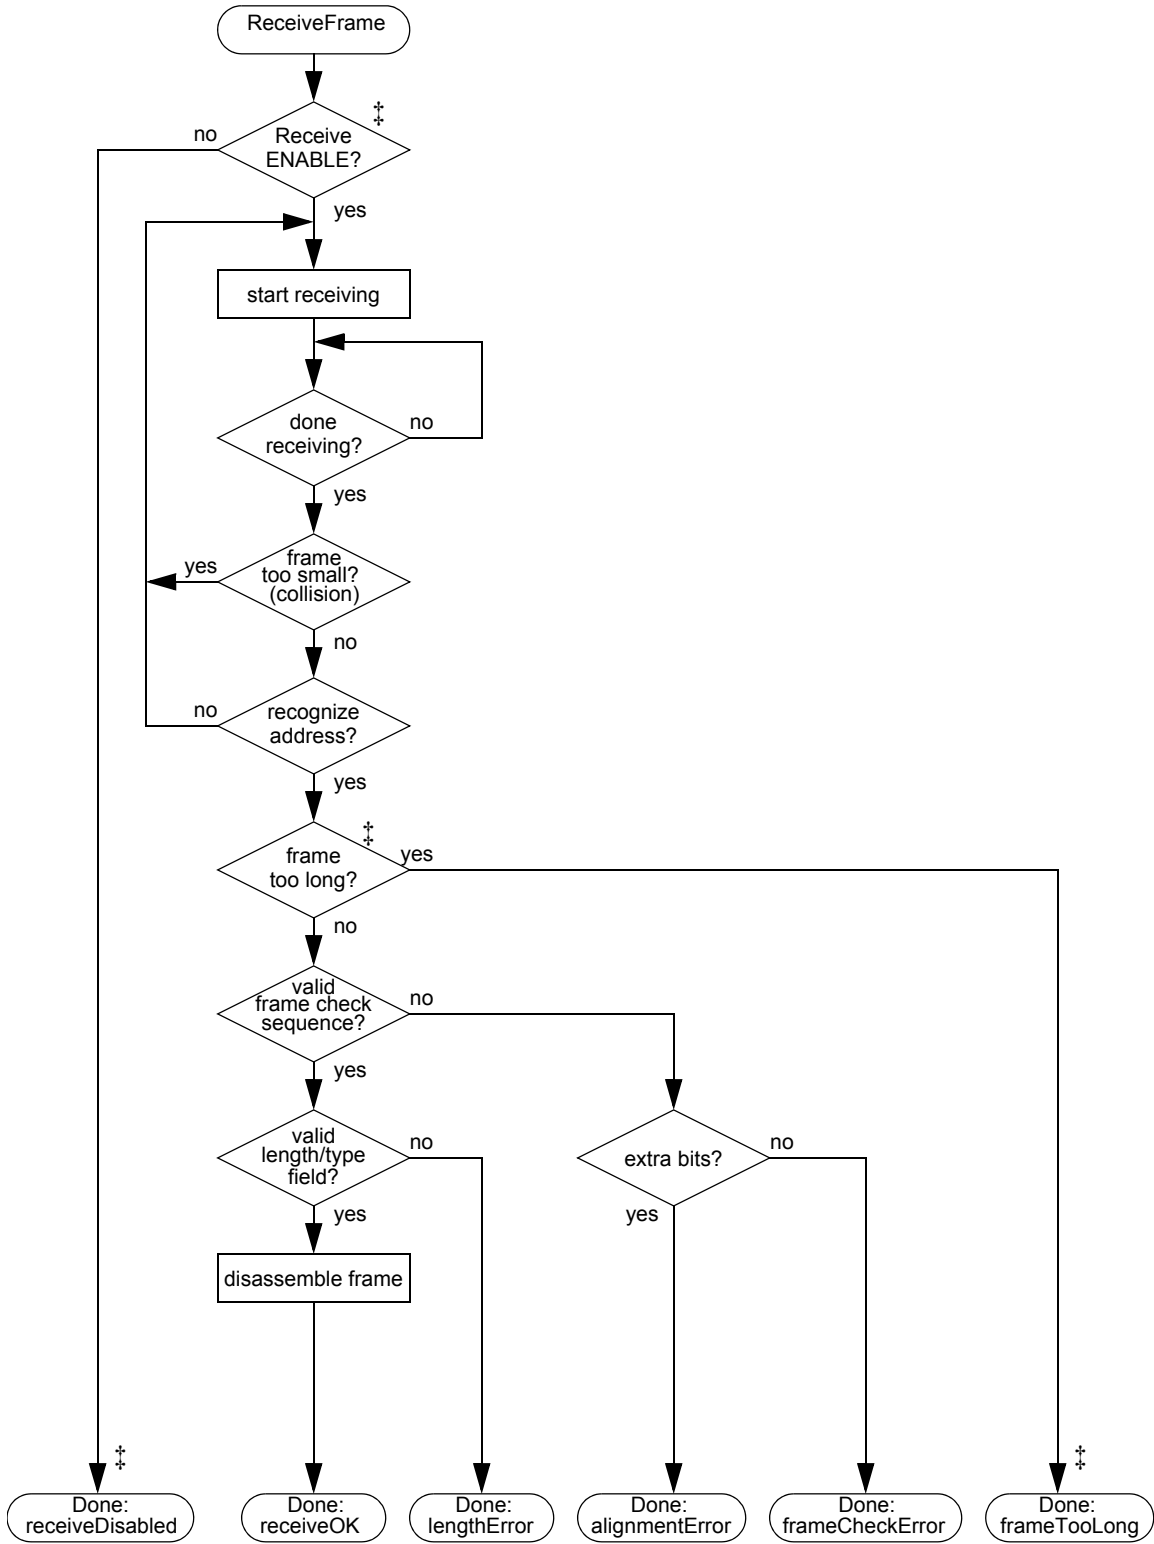 ReceiveFrame
‡
no
Receive
ENABLE?
yes
start receiving
done
receiving?
no
yes
frame
too small?
(collision)
yes
no
no
recognize
address?
yes
‡
frame
too long?
yes
no
valid
frame check
sequence?
no
yes
valid
length/type
field?
no
extra bits?
no
yes
yes
disassemble frame
‡
‡
Done:
receiveDisabled
Done:
receiveOK
Done:
lengthError
Done:
alignmentError
Done:
frameCheckError
Done:
frameTooLong